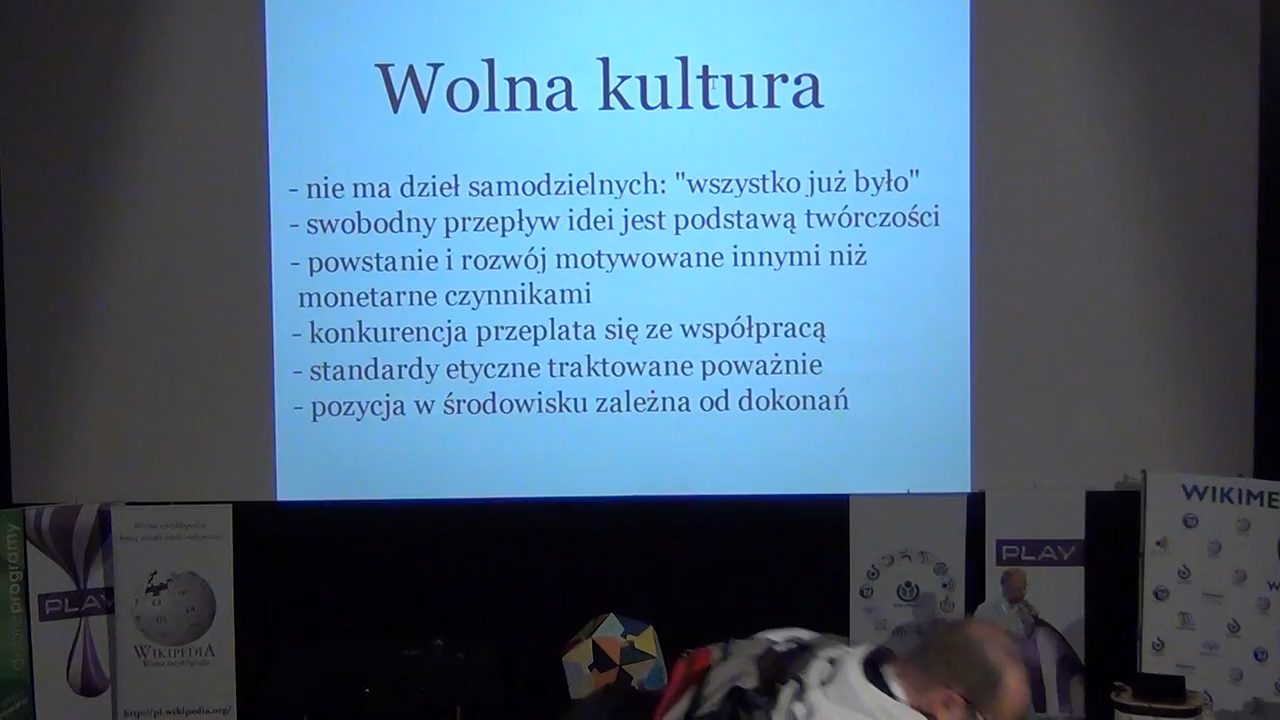 Wolna kultura
- nie ma dzieł samodzielnych: "wszystko już było"
- swobodny przepływ idei jest podstawą twórczości
- powstanie i rozwój motywowane innymi niż
monetarne czynnikami
- konkurencja przeplata się ze współpracą
- standardy etyczne traktowane poważnie
- pozycja w środowisku zależna od dokonań
programy
PLAY
WIKIPEDIA
Wolna encyklopedia
http://pl.wikipedia.org/
PLAY
WIKIME